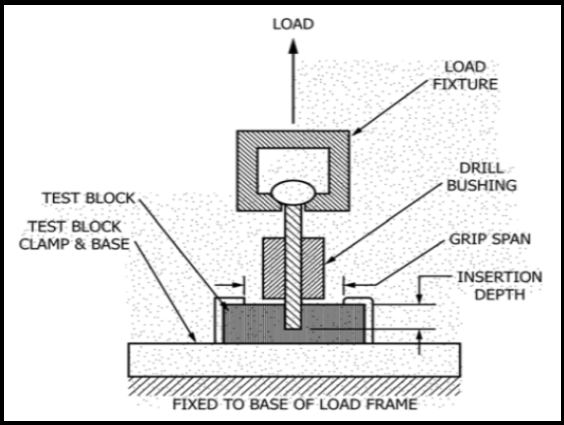 LOAD
LOAD
FIXTURE
DRILL
BUSHING
TEST BLOCK
TEST BLOCK
CLAMP & BASE
GRIP SPAN
INSERTION
DEPTH
FIXED TO BASE OF LOAD FRAME